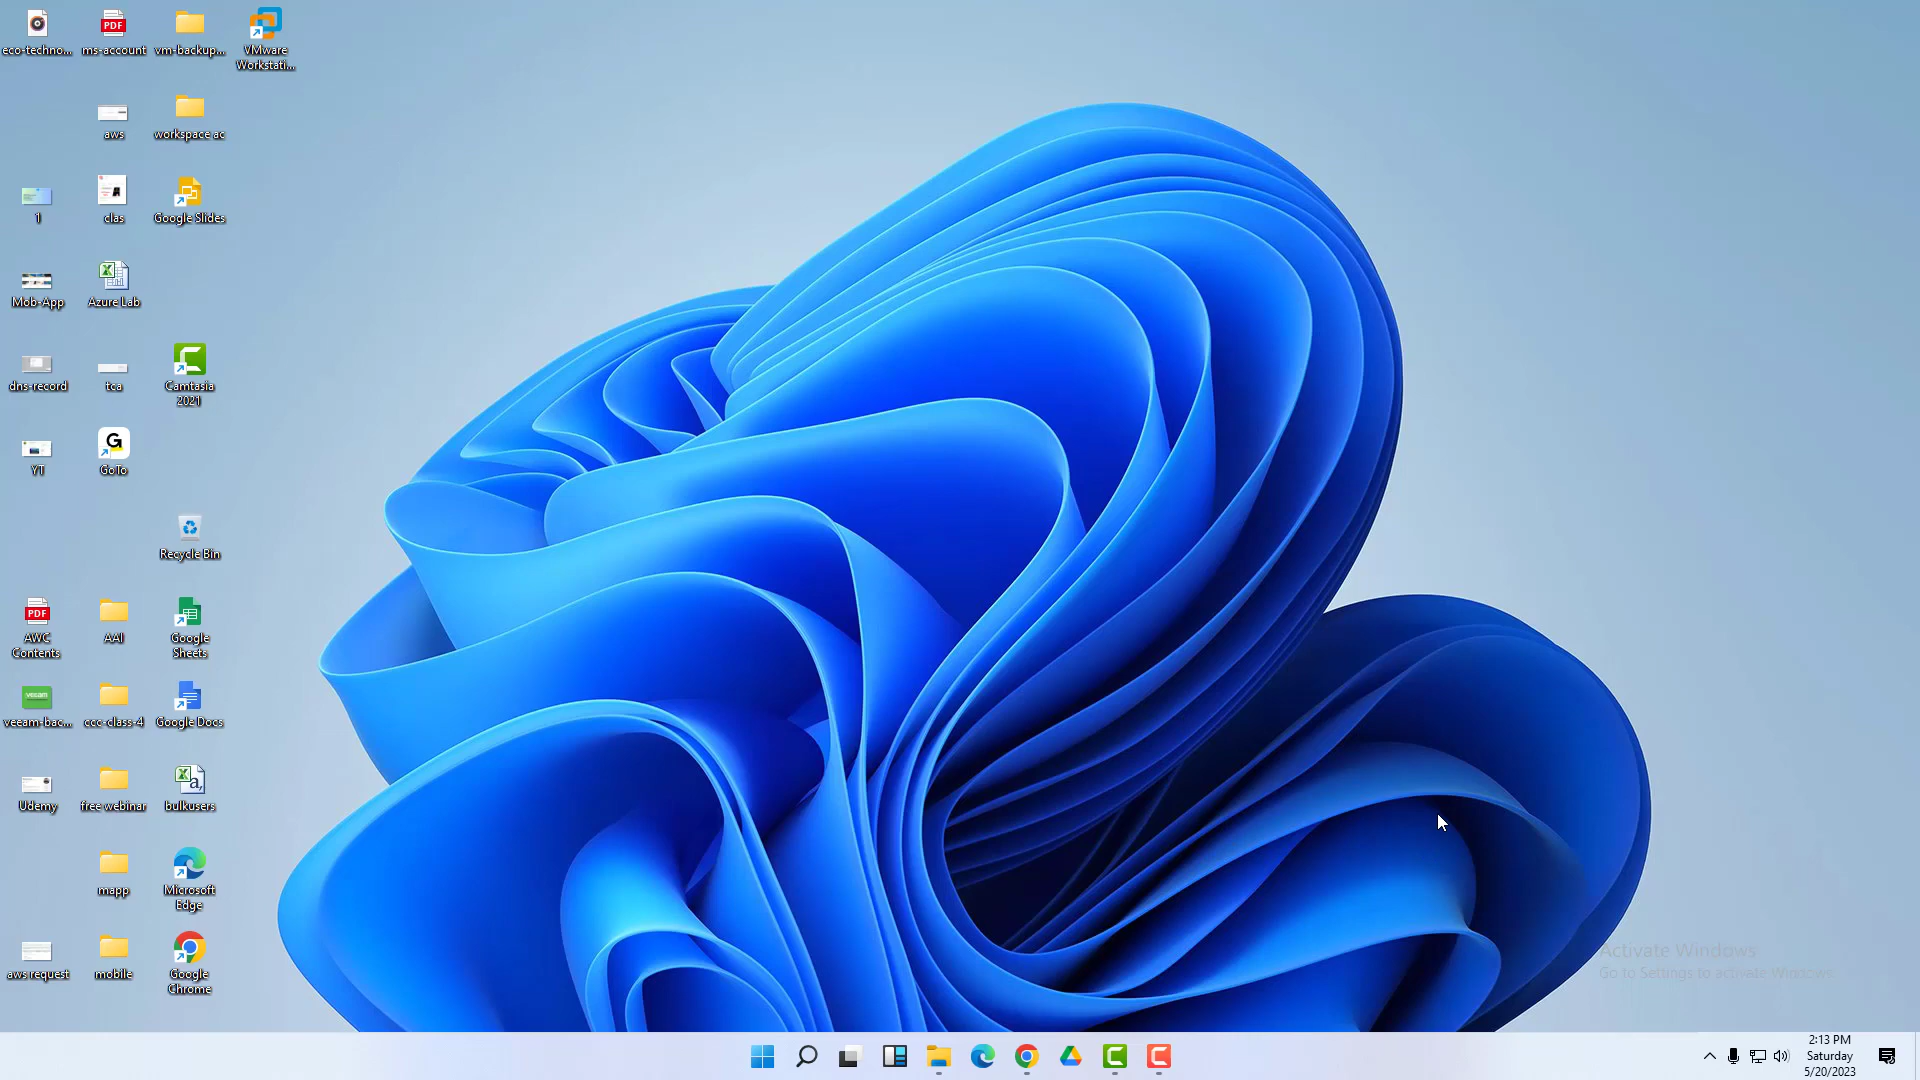 eco-techno...
ms-account
vm-backup...
VMware
Workstati...
aws
workspace ac
1
clas
Google Slides
Mob-App
Azure Lab
dns-record
tca
Camtasia
2021
YT
GoTo
Recycle Bin
AWC
Contents
AAI
Google
Sheets
veeam-bac...
ccc-class-4
Google Docs
Udemy
free webinar
bulkusers
mapp
Microsoft
Edge
aws request
mobile
Google
Chrome
PDF
PDF
veeam
G
Activate Windows
Go to Settings to activate Windows.
2:13 PM
Saturday
5/20/2023